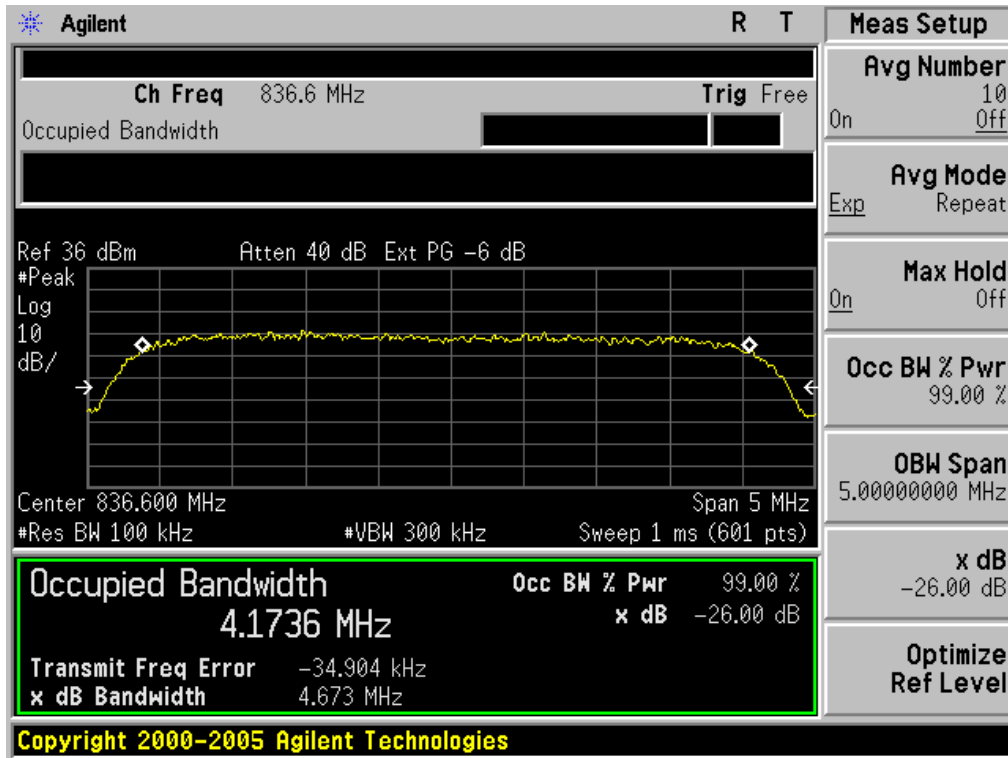 Agilent R T
Ch Freq 836.6 MHz Trig Free
Occupied Bandwidth
Ref 36 dBm Atten 40 dB Ext PG -6 dB
#Peak
Log
10
dB/
Center 836.600 MHz Span 5 MHz
#Res BW 100 kHz #VBW 300 kHz Sweep 1 ms (601 pts)
Occupied Bandwidth Occ BW % Pwr 99.00 %
4.1736 MHz x dB -26.00 dB
Transmit Freq Error -34.904 kHz
x dB Bandwidth 4.673 MHz
Copyright 2000-2005 Agilent Technologies
Meas Setup
Avg Number
10
On Off
Avg Mode
Exp Repeat
Max Hold
On Off
Occ BW % Pwr
99.00 %
OBW Span
5.00000000 MHz
x dB
-26.00 dB
Optimize
Ref Level